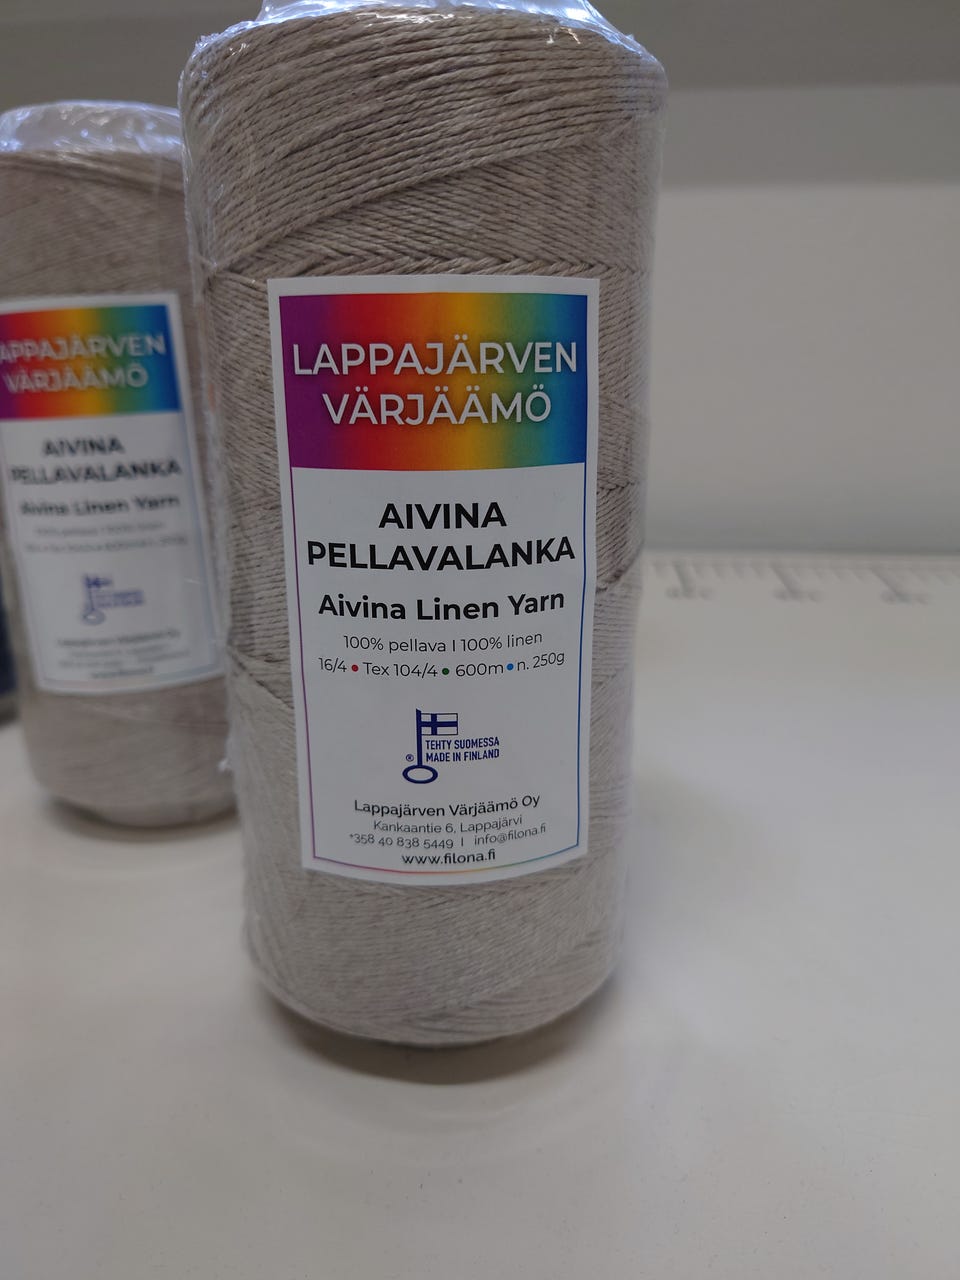 LAPPAJÄRVEN
VÄRJÄÄMÖ
AIVINA
PELLAVALANKA
Aivina Linen Yarn
100% pellava I 100% linen
16/4 • Tex 104/4 • 600m • n. 250g
TEHTY SUOMESSA
® MADE IN FINLAND
Lappajärven Värjäämö Oy
Kankaantie 6, Lappajärvi
+358 40 838 5449 I info@filona.fi
www.filona.fi
APPAJÄRVEN
VÄRJÄÄMÖ
AIVINA
PELLAVALANKA
Aivina Linen Yarn